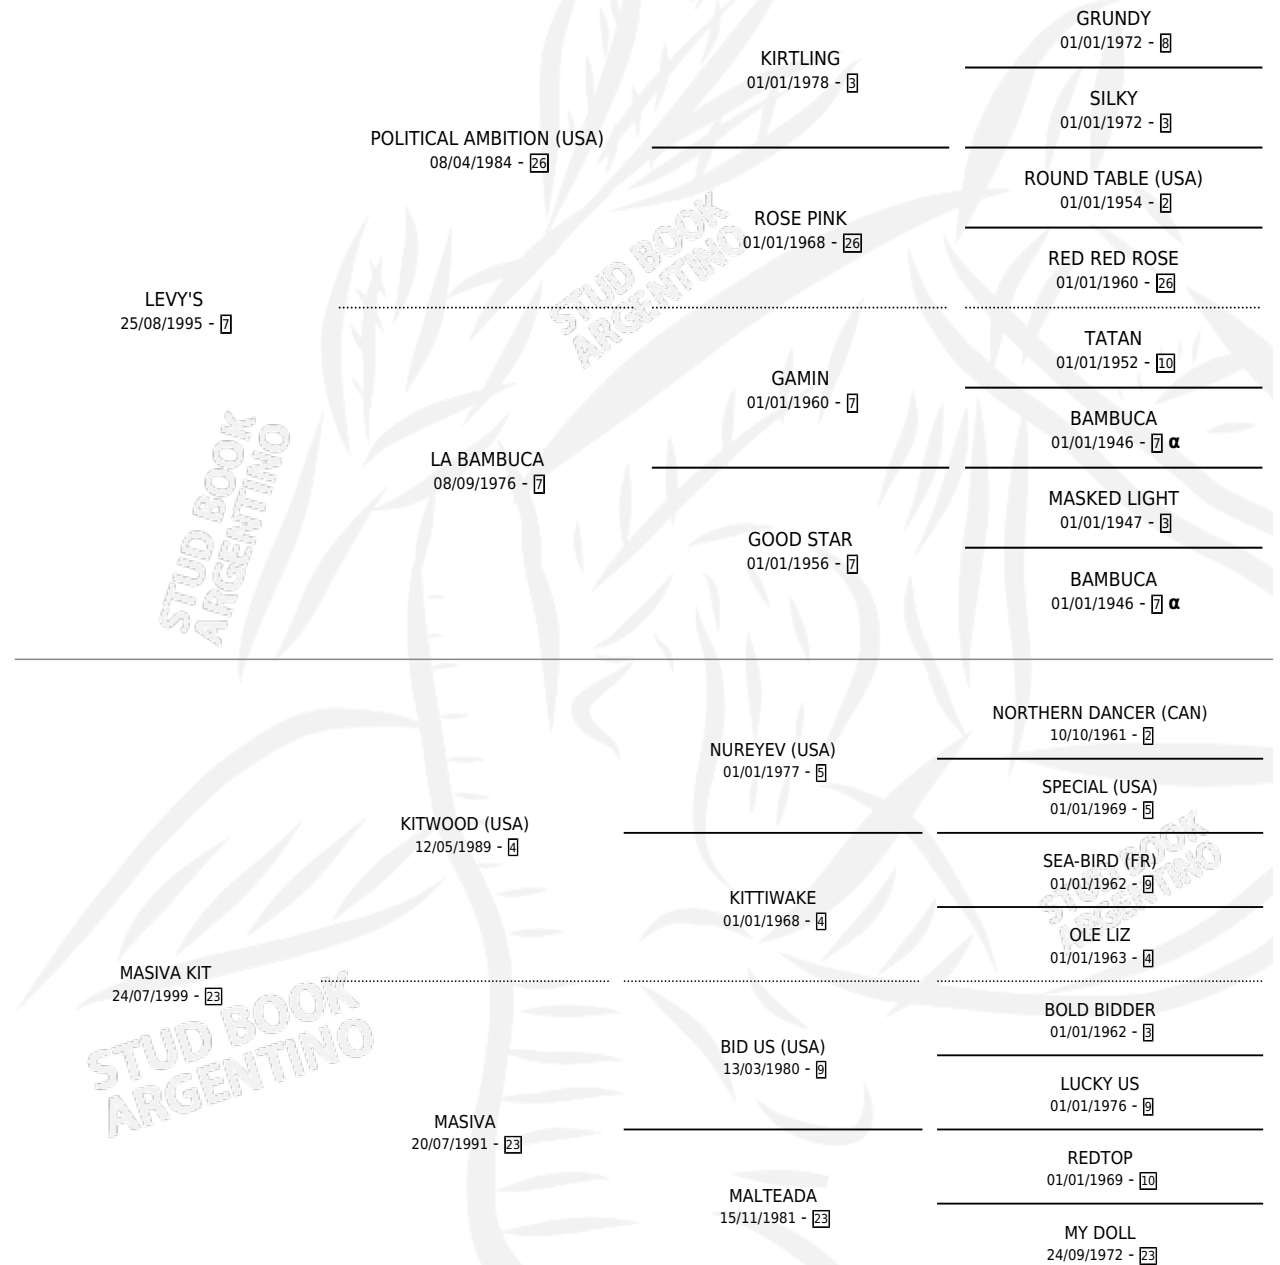 GRUNDY
01/01/1972 - 8
KIRTLING
01/01/1978 - 3
SILKY
01/01/1972 - 3
POLITICAL AMBITION (USA)
08/04/1984 - 26
ROUND TABLE (USA)
01/01/1954 - 2
ROSE PINK
01/01/1968 - 26
RED RED ROSE
01/01/1960 - 26
LEVY'S
25/08/1995 - 7
TATAN
01/01/1952 - 10
GAMIN
01/01/1960 - 7
BAMBUCA
01/01/1946 - 7 α
LA BAMBUCA
08/09/1976 - 7
MASKED LIGHT
01/01/1947 - 3
GOOD STAR
01/01/1956 - 7
BAMBUCA
01/01/1946 - 7 α
NORTHERN DANCER (CAN)
10/10/1961 - 2
NUREYEV (USA)
01/01/1977 - 5
SPECIAL (USA)
01/01/1969 - 5
KITWOOD (USA)
12/05/1989 - 4
SEA-BIRD (FR)
01/01/1962 - 9
KITTIWAKE
01/01/1968 - 4
OLE LIZ
01/01/1963 - 4
MASIVA KIT
24/07/1999 - 23
BOLD BIDDER
01/01/1962 - 3
BID US (USA)
13/03/1980 - 9
LUCKY US
01/01/1976 - 9
MASIVA
20/07/1991 - 23
REDTOP
01/01/1969 - 10
MALTEADA
15/11/1981 - 23
MY DOLL
24/09/1972 - 23
STUD BOOK
ARGENTINO
STUD BOOK
ARGENTINO
STUD BOOK
ARGENTINO
STUD BOOK
ARGENTINO